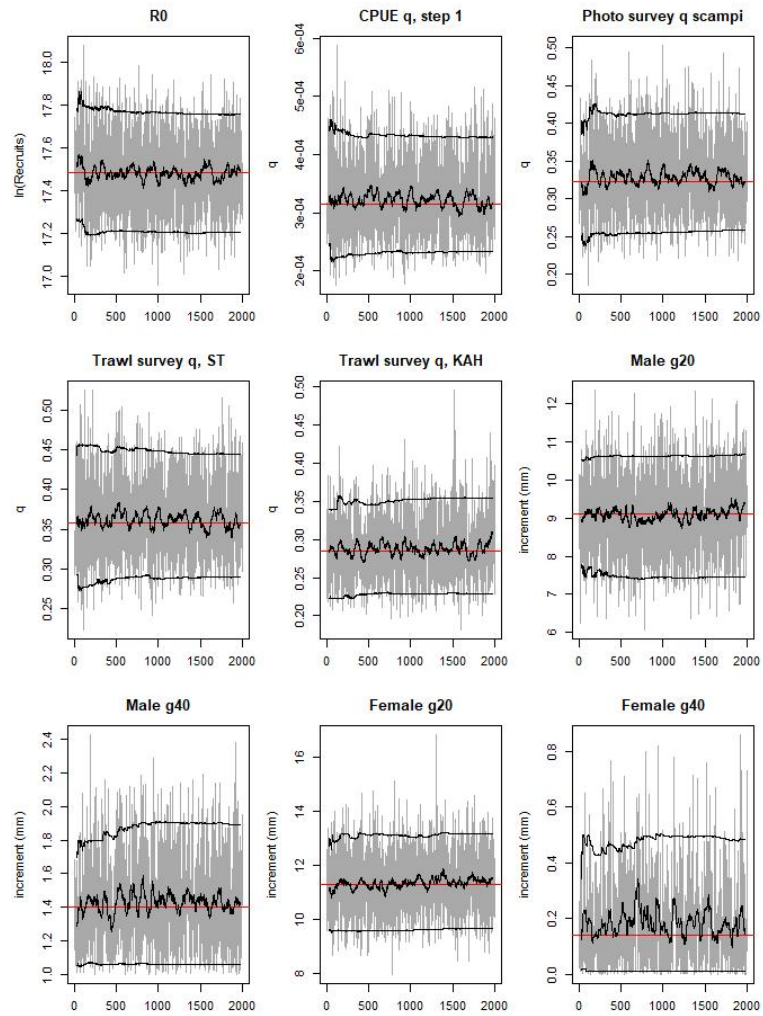 R0
CPUE q, step 1
Photo survey q scampi
ln(Recruits)
17.0 17.2 17.4 17.6 17.8 18.0
0 500 1000 1500 2000
q
2e-04 3e-04 4e-04 5e-04 6e-04
0 500 1000 1500 2000
q
0.20 0.25 0.30 0.35 0.40 0.45 0.50
0 500 1000 1500 2000
Trawl survey q, ST
Trawl survey q, KAH
Male g20
q
0.25 0.30 0.35 0.40 0.45 0.50
0 500 1000 1500 2000
q
0.20 0.25 0.30 0.35 0.40 0.45 0.50
0 500 1000 1500 2000
increment (mm)
6 7 8 9 10 11 12
0 500 1000 1500 2000
Male g40
Female g20
Female g40
increment (mm)
1.0 1.2 1.4 1.6 1.8 2.0 2.2 2.4
0 500 1000 1500 2000
increment (mm)
8 10 12 14 16
0 500 1000 1500 2000
increment (mm)
0.0 0.2 0.4 0.6 0.8
0 500 1000 1500 2000